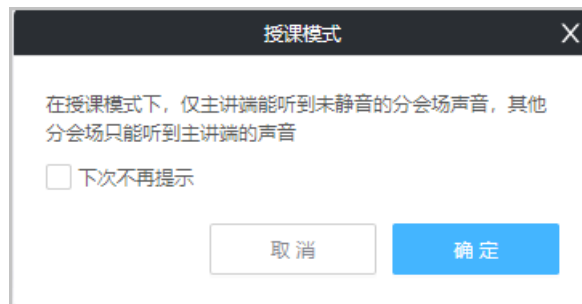 授课模式
在授课模式下，仅主讲端能听到未静音的分会场声音，其他
分会场只能听到主讲端的声音
下次不再提示
取 消
确 定